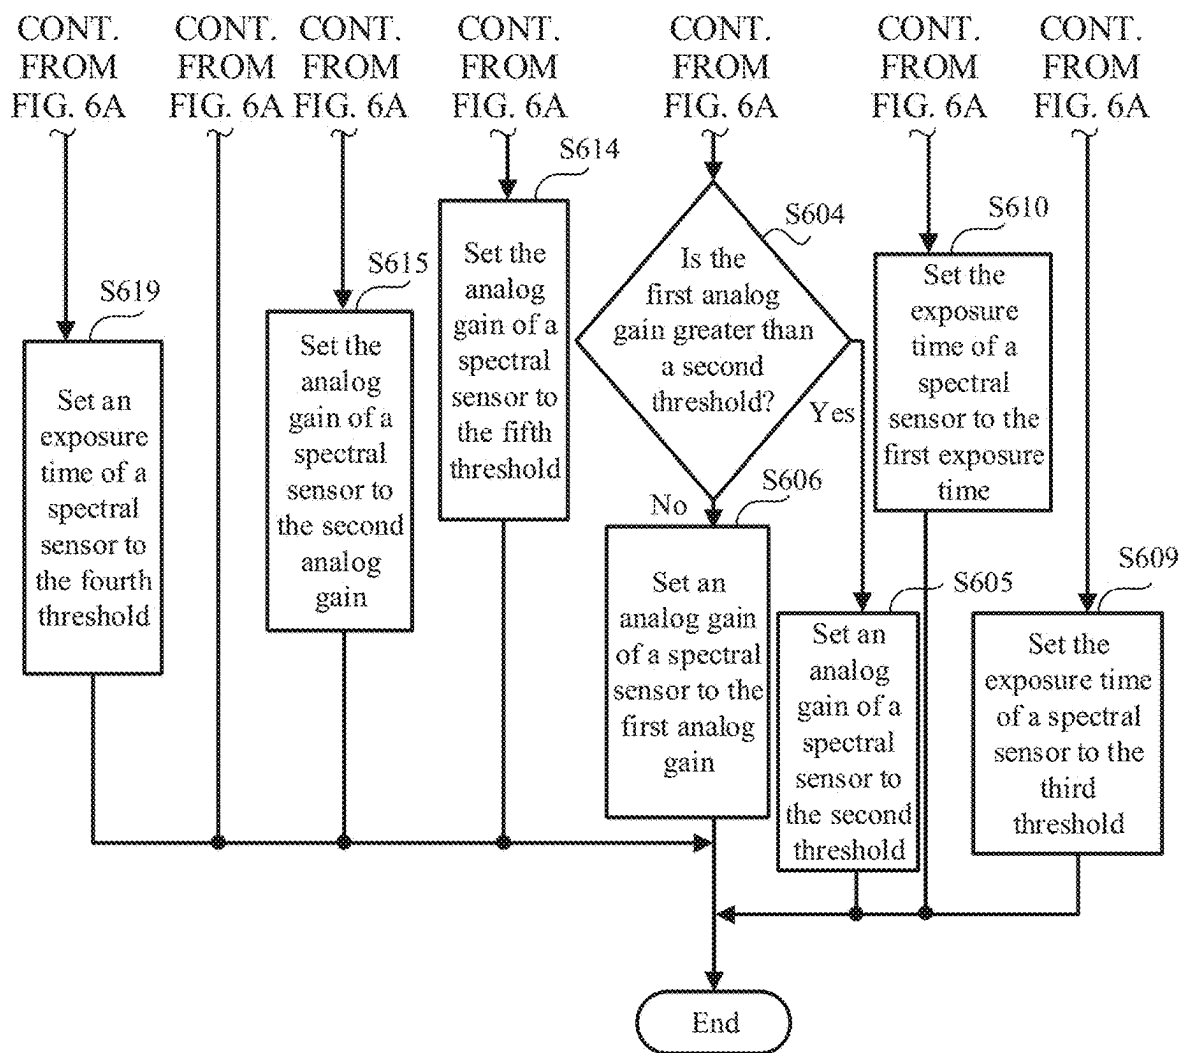 CONT.
FROM
FIG. 6A
CONT.
FROM
FIG. 6A
CONT.
FROM
FIG. 6A
CONT.
FROM
FIG. 6A
CONT.
FROM
FIG. 6A
CONT.
FROM
FIG. 6A
CONT.
FROM
FIG. 6A
S619
Set an
exposure
time of a
spectral
sensor to
the fourth
threshold
S615
Set the
analog
gain of a
spectral
sensor to
the second
analog
gain
S614
Set the
analog
gain of a
spectral
sensor to
the fifth
threshold
S604
Is the
first analog
gain greater than
a second
threshold?
Yes
No
S606
Set an
analog gain
of a spectral
sensor to the
first analog
gain
S605
Set an
analog
gain of a
spectral
sensor to
the second
threshold
S610
Set the
exposure
time of a
spectral
sensor to the
first exposure
time
S609
Set the
exposure time
of a spectral
sensor to the
third
threshold
End